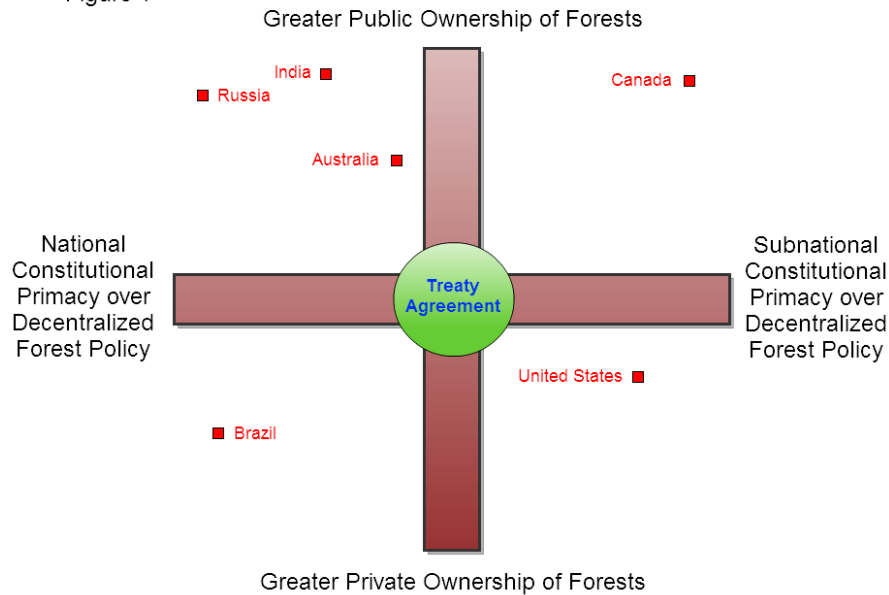 Greater Public Ownership of Forests
India
Canada
Russia
Australia
National
Constitutional
Primacy over
Decentralized
Forest Policy
Treaty
Agreement
Subnational
Constitutional
Primacy over
Decentralized
Forest Policy
United States
Brazil
Greater Private Ownership of Forests